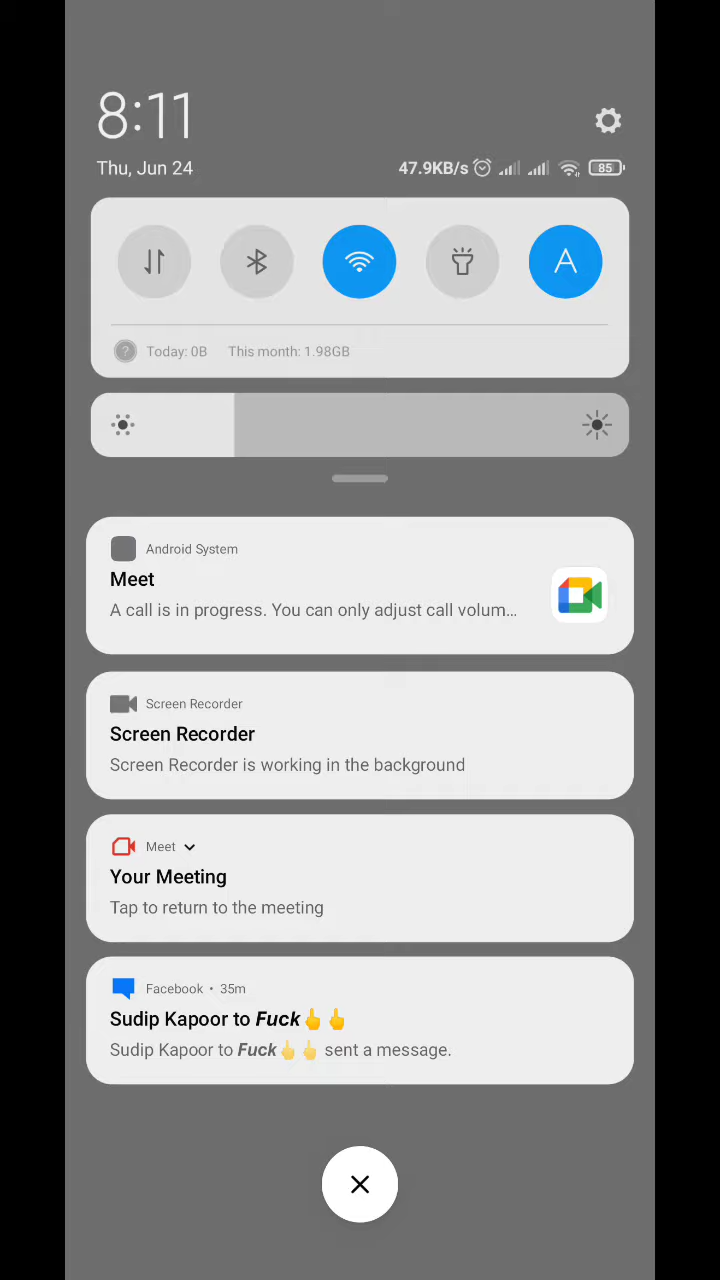 8:11
Thu, Jun 24
47.9KB/s 85
A
Today: 0B This month: 1.98GB
Android System
Meet
A call is in progress. You can only adjust call volum...
Screen Recorder
Screen Recorder
Screen Recorder is working in the background
Meet
Your Meeting
Tap to return to the meeting
Facebook • 35m
Sudip Kapoor to Fuck👆👆
Sudip Kapoor to Fuck👆👆 sent a message.